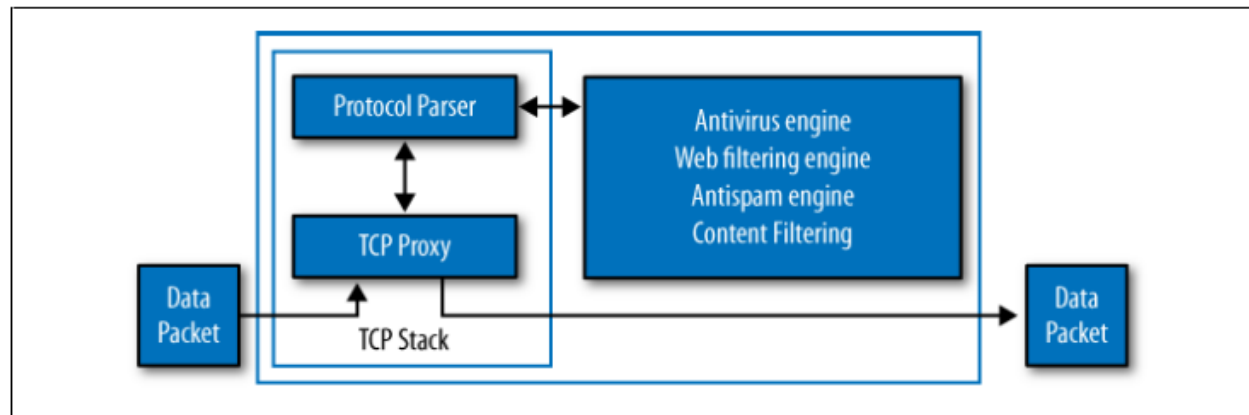 Protocol Parser
Antivirus engine
Web filtering engine
Antispam engine
Content Filtering
TCP Proxy
Data
Packet
TCP Stack
Data
Packet